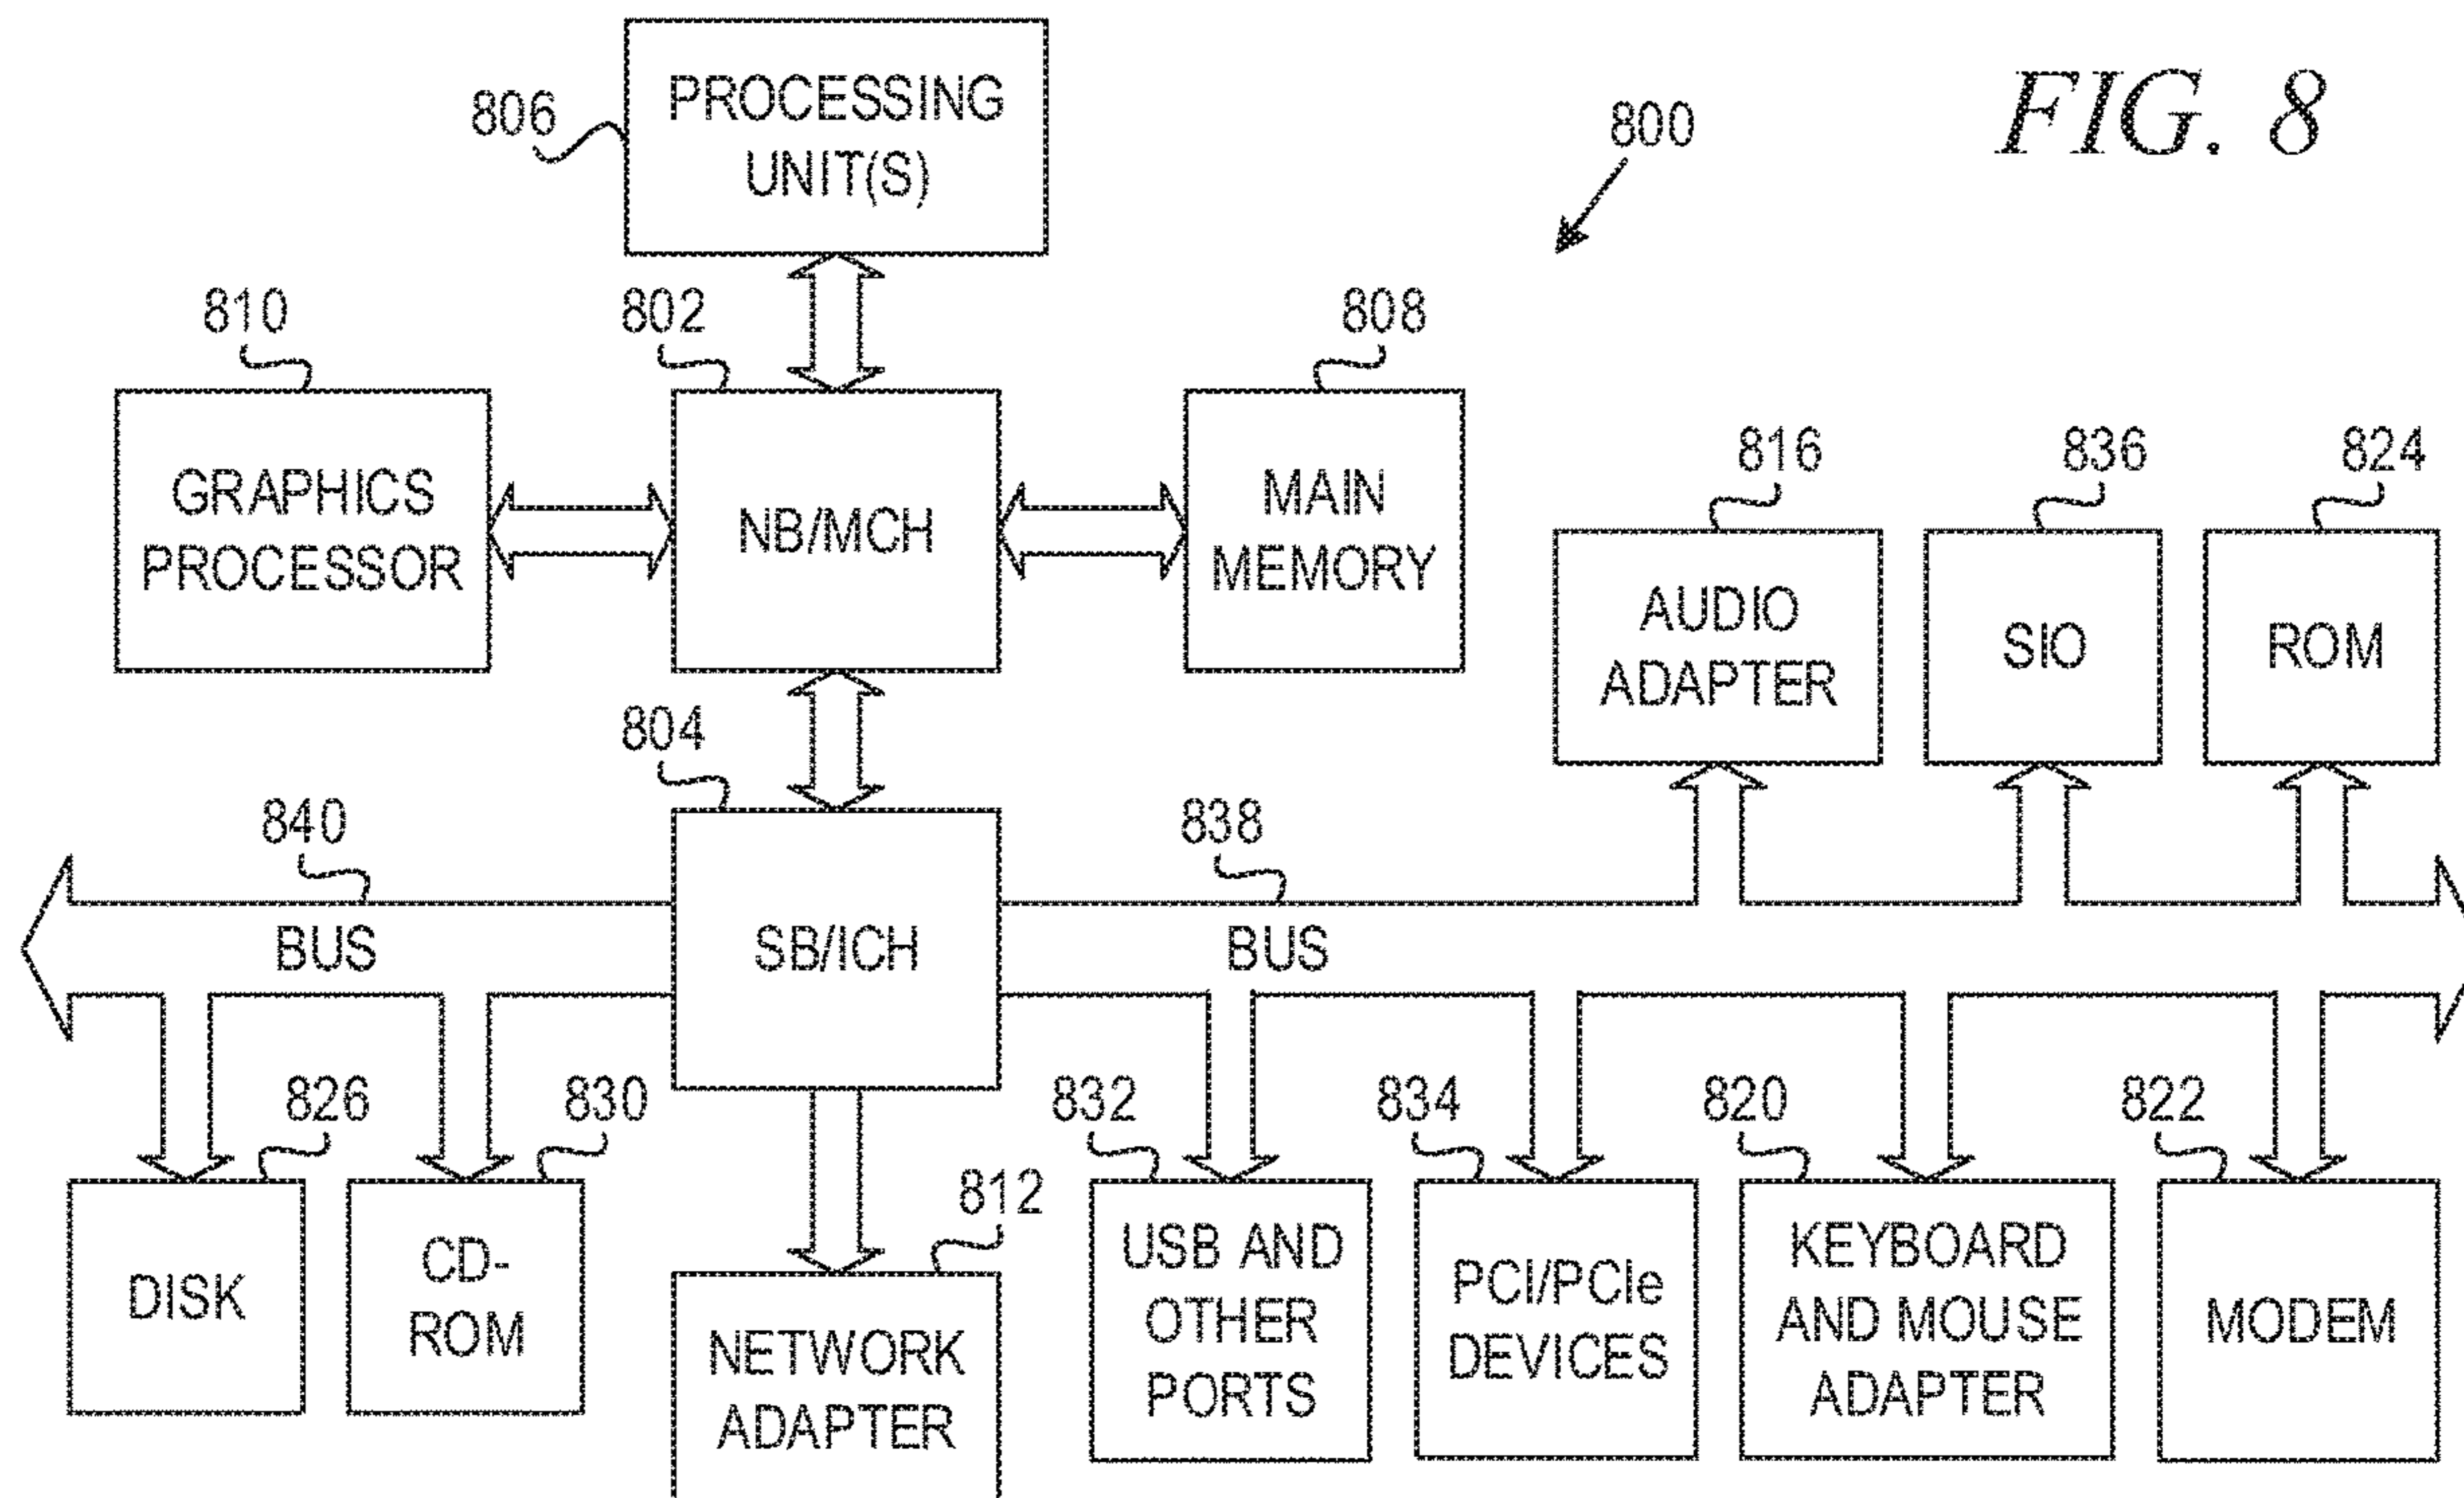 FIG. 8
800
806
PROCESSING
UNIT(S)
810
802
808
GRAPHICS
PROCESSOR
NB/MCH
MAIN
MEMORY
816
836
824
AUDIO
ADAPTER
SIO
ROM
804
840
838
BUS
SB/ICH
BUS
826
830
812
832
834
820
822
DISK
CD-
ROM
NETWORK
ADAPTER
USB AND
OTHER
PORTS
PCI/PCIe
DEVICES
KEYBOARD
AND MOUSE
ADAPTER
MODEM